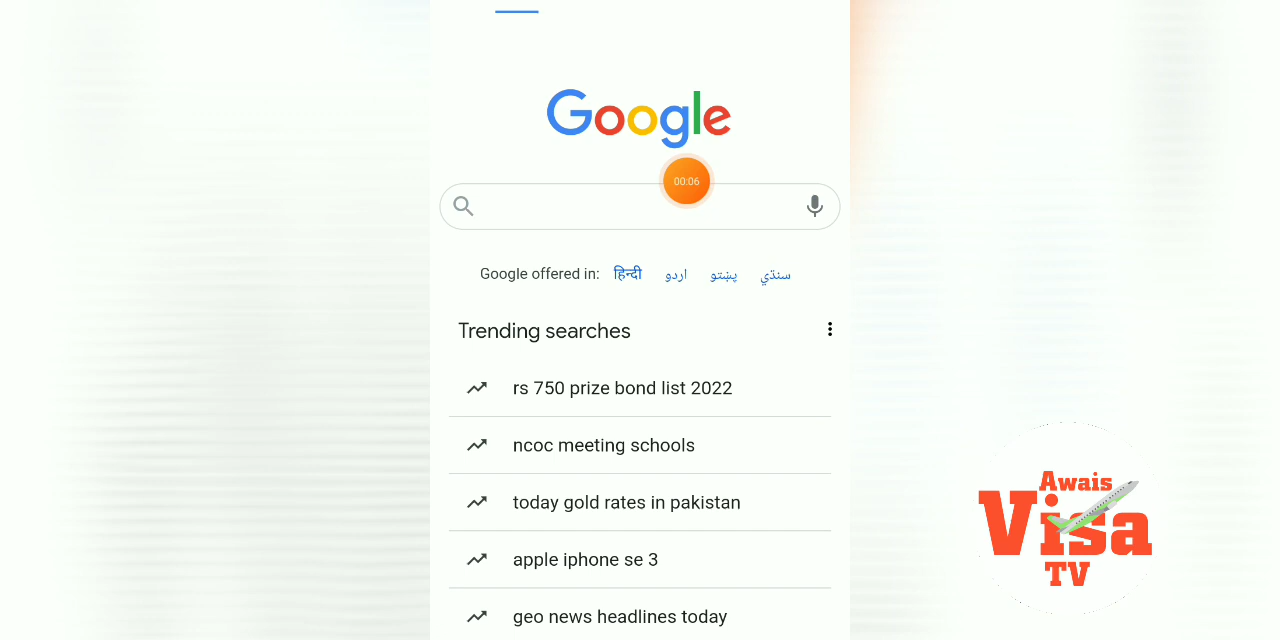 Google
00:06
Google offered in: हिन्दी اردو پښتو سنڌي
Trending searches
rs 750 prize bond list 2022
ncoc meeting schools
today gold rates in pakistan
apple iphone se 3
geo news headlines today
Awais
Visa
TV